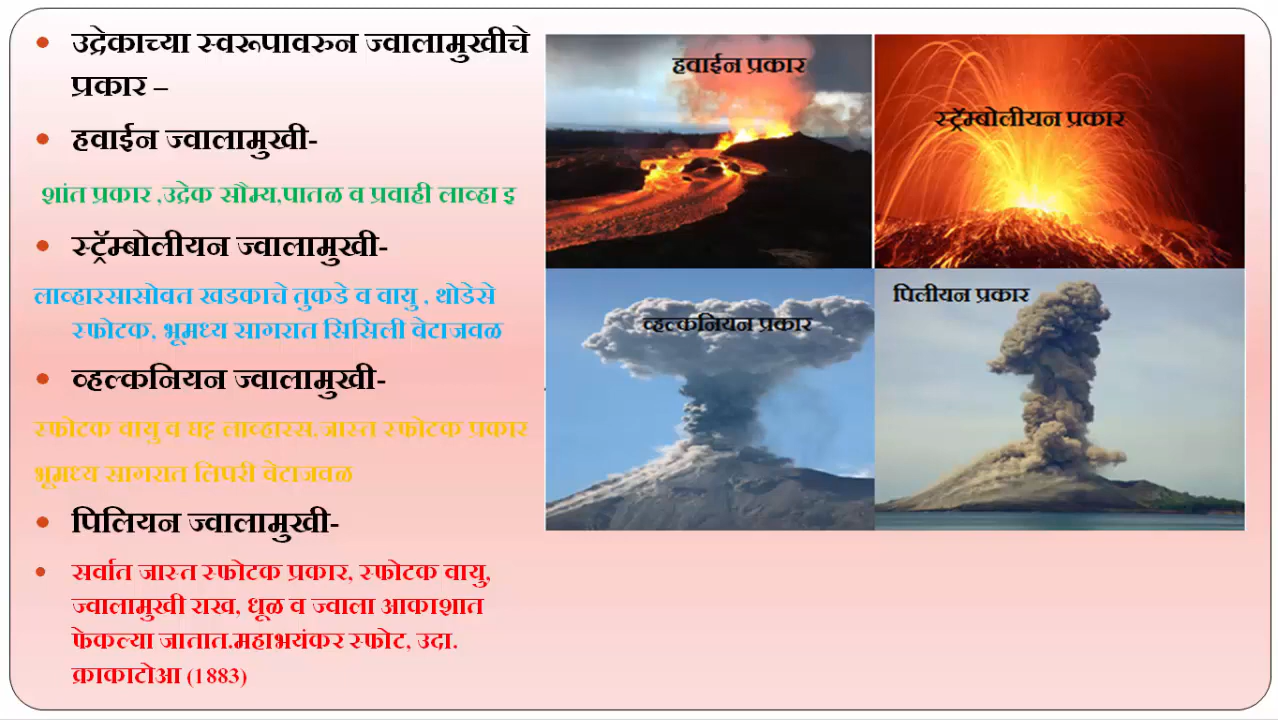 उद्रेकाच्या स्वरूपावरुन ज्वालामुखीचे
प्रकार –
हवाईन ज्वालामुखी-
शांत प्रकार ,उद्रेक सौम्य,पातळ व प्रवाही लाव्हा इ
स्ट्रॅम्बोलीयन ज्वालामुखी-
लाव्हारसासोवत खडकाचे तुकडे व वायु , थोडेसे
स्फोटक, भूमध्य सागरात सिसिली बेटाजवळ
व्हल्कनियन ज्वालामुखी-
स्फोटक वायु व घट्ट लाव्हारस,जास्त स्फोटक प्रकार
भूमध्य सागरात लिपरी बेटाजवळ
पिलियन ज्वालामुखी-
सर्वात जास्त स्फोटक प्रकार, स्फोटक वायु,
ज्वालामुखी राख, धूळ व ज्वाला आकाशात
फेकल्या जातात.महाभयंकर स्फोट, उदा.
क्राकाटोआ (1883)
हवाईन प्रकार
स्ट्रॅम्बोलीयन प्रकार
व्हल्कनियन प्रकार
पिलीयन प्रकार